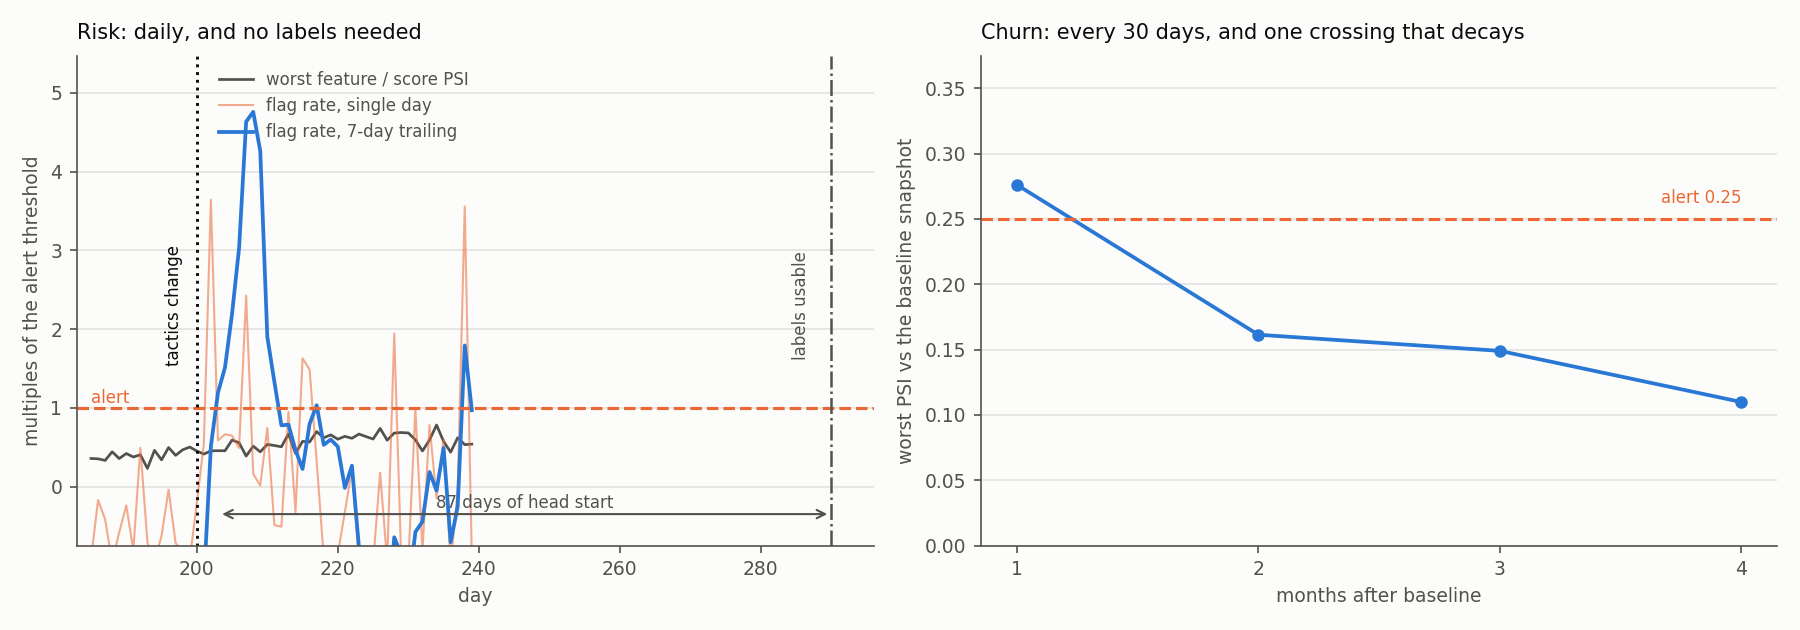 Risk: daily, and no labels needed
worst feature / score PSI
flag rate, single day
flag rate, 7-day trailing
multiples of the alert threshold
5
4
3
2
1
0
tactics change
labels usable
alert
87 days of head start
200
220
240
260
280
day
Churn: every 30 days, and one crossing that decays
worst PSI vs the baseline snapshot
0.35
0.30
0.25
0.20
0.15
0.10
0.05
0.00
alert 0.25
1
2
3
4
months after baseline